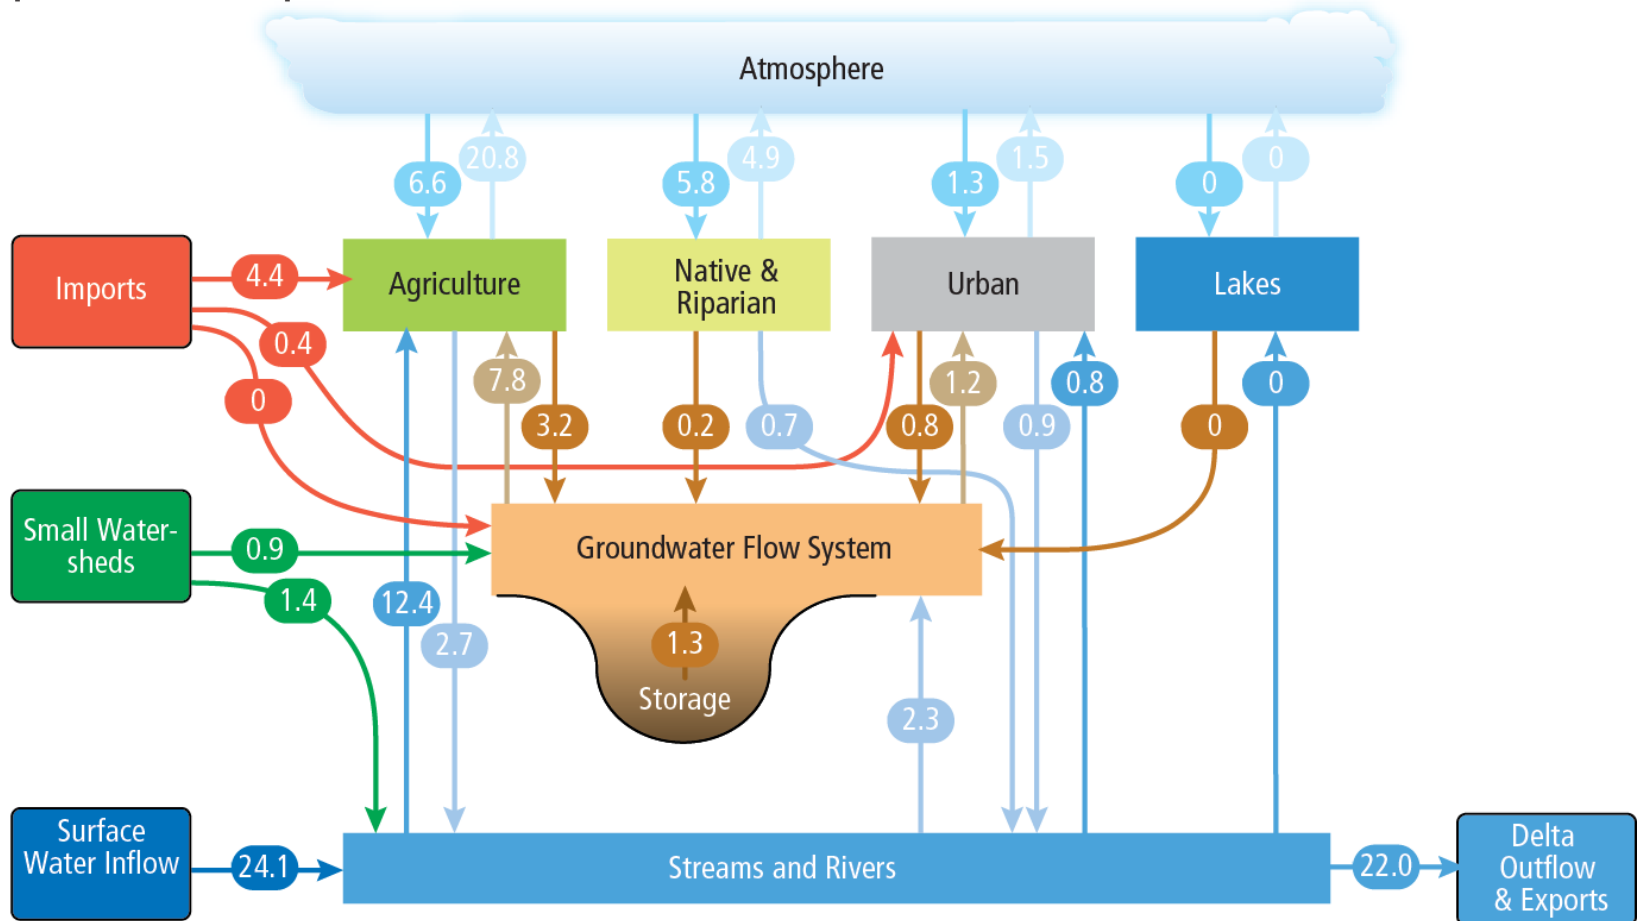 Atmosphere
6.6
20.8
5.8
4.9
1.3
1.5
0
0
Imports
4.4
0.4
0
Agriculture
Native &
Riparian
Urban
Lakes
7.8
3.2
0.2
0.7
0.8
1.2
0.9
0.8
0
0
Small Water-
sheds
0.9
1.4
Groundwater Flow System
12.4
2.7
1.3
Storage
2.3
Surface
Water Inflow
24.1
Streams and Rivers
22.0
Delta
Outflow
& Exports